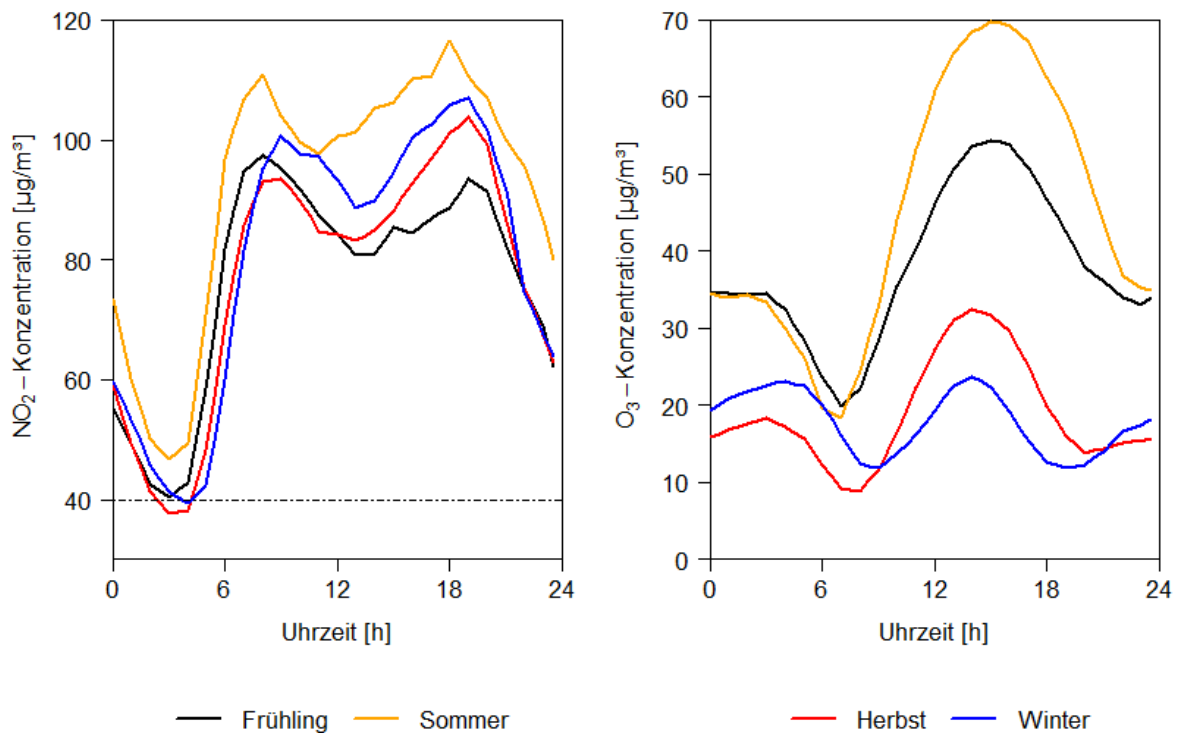 NO₂ – Konzentration [µg/m³]
120
100
80
60
40
0 6 12 18 24
Uhrzeit [h]
O₃ – Konzentration [µg/m³]
70
60
50
40
30
20
10
0
0 6 12 18 24
Uhrzeit [h]
Frühling Sommer Herbst Winter